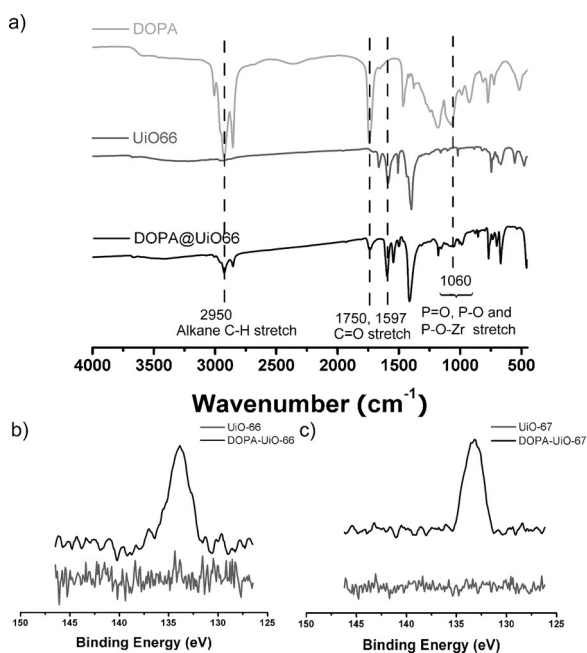 a)
DOPA
UiO66
DOPA@UiO66
2950
Alkane C-H stretch
1750, 1597
C=O stretch
1060
P=O, P-O and
P-O-Zr stretch
4000 3500 3000 2500 2000 1500 1000 500
Wavenumber (cm⁻¹)
b)
UiO-66
DOPA-UiO-66
150 145 140 135 130 125
Binding Energy (eV)
c)
UiO-67
DOPA-UiO-67
150 145 140 135 130 125
Binding Energy (eV)